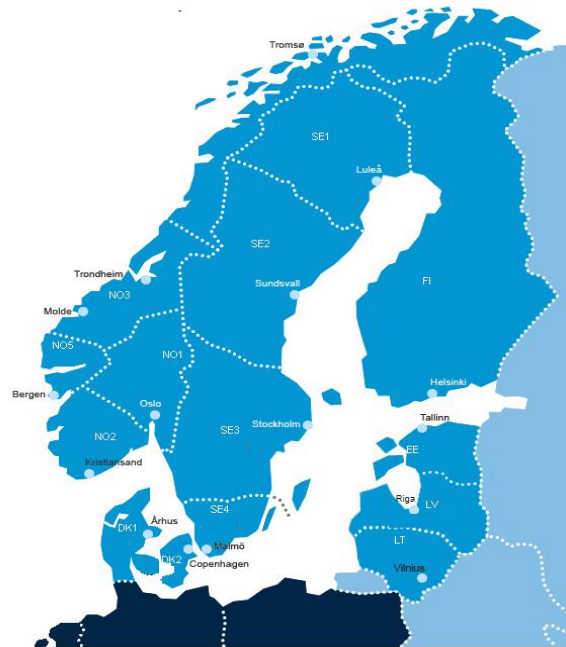 Tromsø
SE1
Luleå
SE2
Trondheim
Sundsvall
FI
NO3
Molde
NO5
NO1
Bergen
Helsinki
Oslo
Tallinn
Stockholm
SE3
NO2
EE
Kristiansand
Riga
LV
SE4
Århus
DK1
LT
Malmö
DK2
Copenhagen
Vilnius